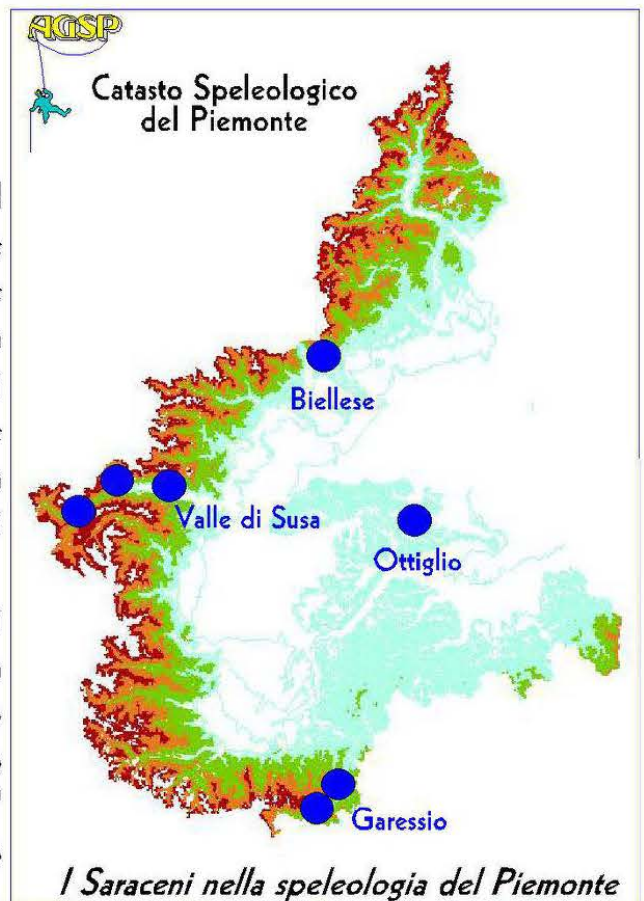 AGSP
Catasto Speleologico
del Piemonte
Biellese
Valle di Susa
Ottiglio
Garessio
I Saraceni nella speleologia del Piemonte